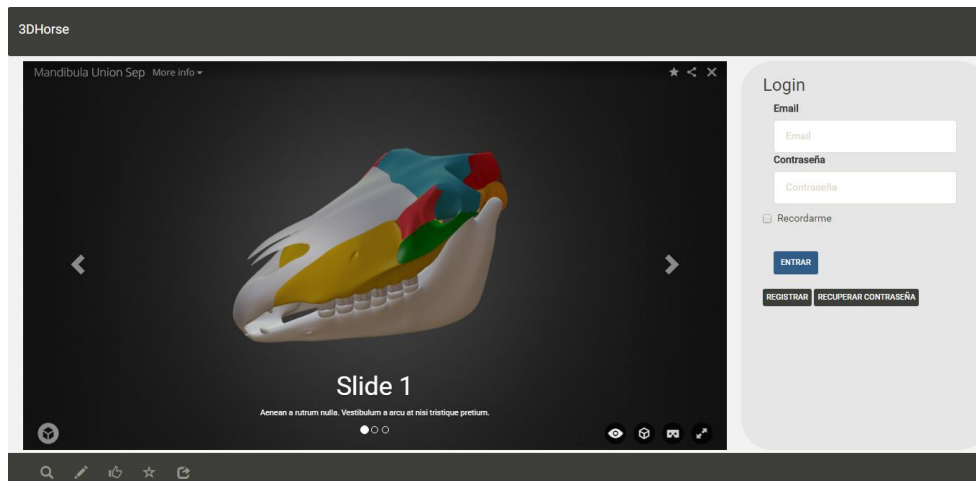 3DHorse
Mandibula Union Sep More info
Login
Email
Email
Contraseña
Contraseña
Recordarme
ENTRAR
REGISTRAR RECUPERAR CONTRASEÑA
Slide 1
Aenean a rutrum nulla. Vestibulum a arcu at nisi tristique pretium.